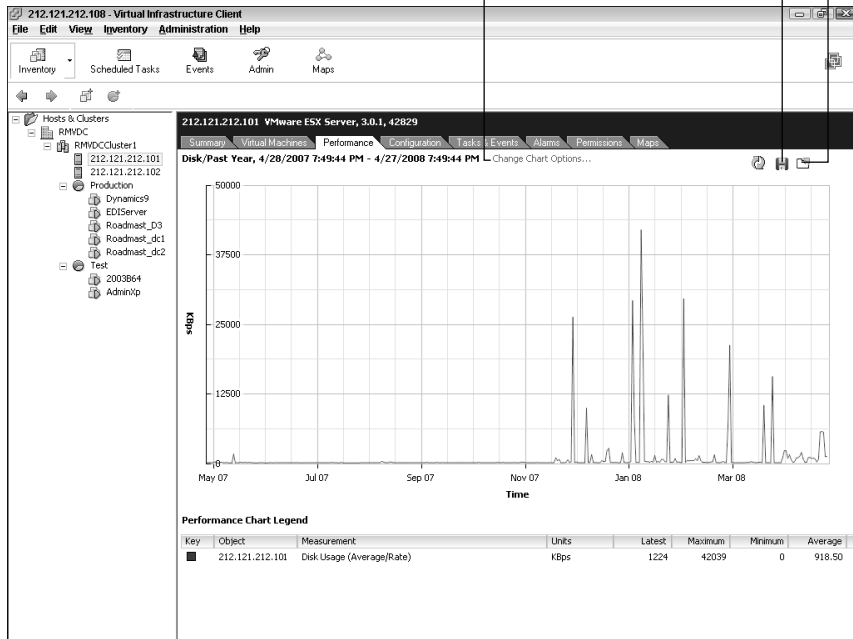 212.121.212.108 - Virtual Infrastructure Client
File Edit View Inventory Administration Help
Inventory Scheduled Tasks Events Admin Maps
Hosts & Clusters
RMVDC
RMVDCCluster1
212.121.212.101
212.121.212.102
Production
Dynamics9
EDIServer
Roadmast_D3
Roadmast_dc1
Roadmast_dc2
Test
2003B64
AdminXp
212.121.212.101 VMware ESX Server, 3.0.1, 42829
Summary Virtual Machines Performance Configuration Tasks & Events Alarms Permissions Maps
Disk/Past Year, 4/28/2007 7:49:44 PM - 4/27/2008 7:49:44 PM Change Chart Options...
50000
37500
25000
12500
0
KBps
May 07 Jul 07 Sep 07 Nov 07 Jan 08 Mar 08
Time
Performance Chart Legend
Key Object Measurement Units Latest Maximum Minimum Average
212.121.212.101 Disk Usage (Average/Rate) KBps 1224 42039 0 918.50